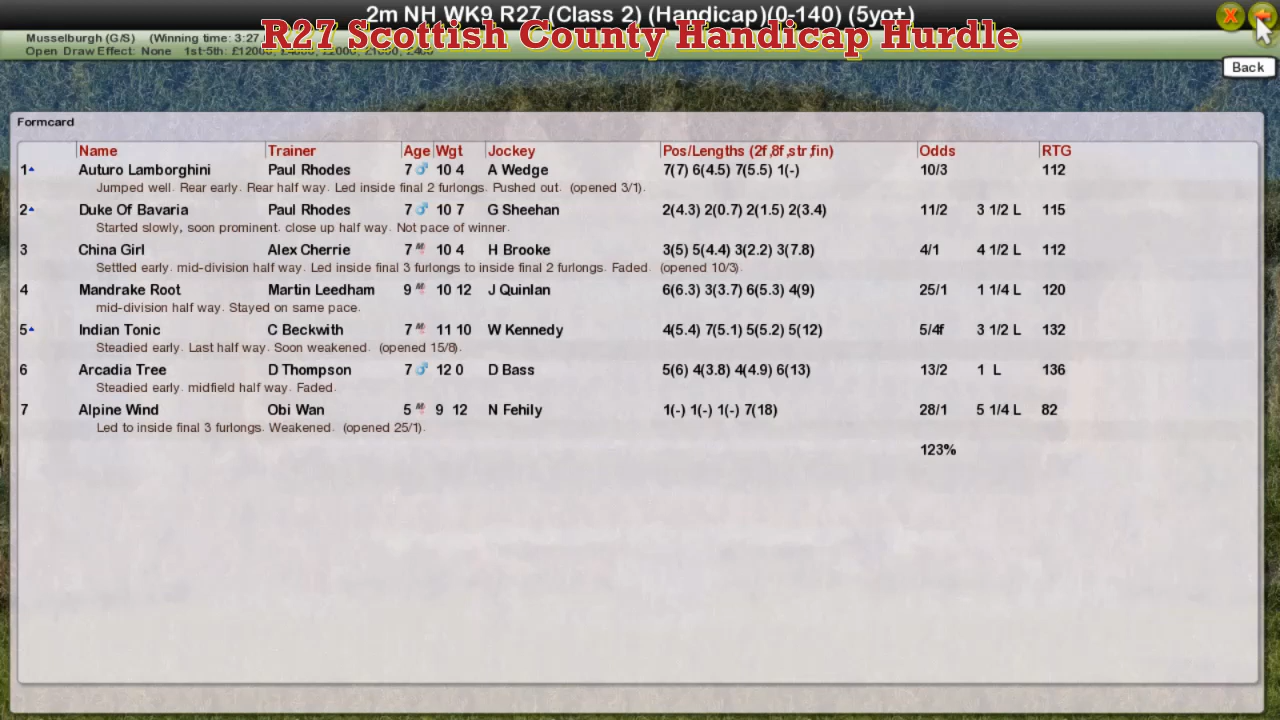 2m NH WK9 R27 (Class 2) (Handicap)(0-140) (5yo+)
R27 Scottish County Handicap Hurdle
Musselburgh (G/S) (Winning time: 3:27.
Open Draw Effect: None 1st-5th: £12000, £4000, £2000, £1000, £400
Back
Formcard
Name Trainer Age Wgt Jockey Pos/Lengths (2f,8f,str,fin) Odds RTG
1 Auturo Lamborghini Paul Rhodes 7 10 4 A Wedge 7(7) 6(4.5) 7(5.5) 1(-) 10/3 112
Jumped well. Rear early. Rear half way. Led inside final 2 furlongs. Pushed out. (opened 3/1).
2 Duke Of Bavaria Paul Rhodes 7 10 7 G Sheehan 2(4.3) 2(0.7) 2(1.5) 2(3.4) 11/2 3 1/2 L 115
Started slowly, soon prominent. close up half way. Not pace of winner.
3 China Girl Alex Cherrie 7 10 4 H Brooke 3(5) 5(4.4) 3(2.2) 3(7.8) 4/1 4 1/2 L 112
Settled early. mid-division half way. Led inside final 3 furlongs to inside final 2 furlongs. Faded. (opened 10/3).
4 Mandrake Root Martin Leedham 9 10 12 J Quinlan 6(6.3) 3(3.7) 6(5.3) 4(9) 25/1 1 1/4 L 120
mid-division half way. Stayed on same pace.
5 Indian Tonic C Beckwith 7 11 10 W Kennedy 4(5.4) 7(5.1) 5(5.2) 5(12) 5/4f 3 1/2 L 132
Steadied early. Last half way. Soon weakened. (opened 15/8).
6 Arcadia Tree D Thompson 7 12 0 D Bass 5(6) 4(3.8) 4(4.9) 6(13) 13/2 1 L 136
Steadied early. midfield half way. Faded.
7 Alpine Wind Obi Wan 5 9 12 N Fehily 1(-) 1(-) 1(-) 7(18) 28/1 5 1/4 L 82
Led to inside final 3 furlongs. Weakened. (opened 25/1).
123%